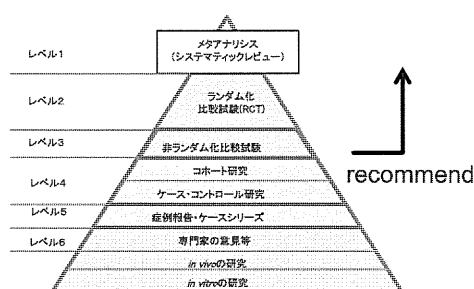 メタアナリシス
(システマティックレビュー)
レベル1
レベル2
ランダム化
比較試験(RCT)
レベル3
非ランダム化比較試験
コホート研究
レベル4
ケース・コントロール研究
レベル5
症例報告・ケースシリーズ
レベル6
専門家の意見等
in vivoの研究
in vitroの研究
recommend